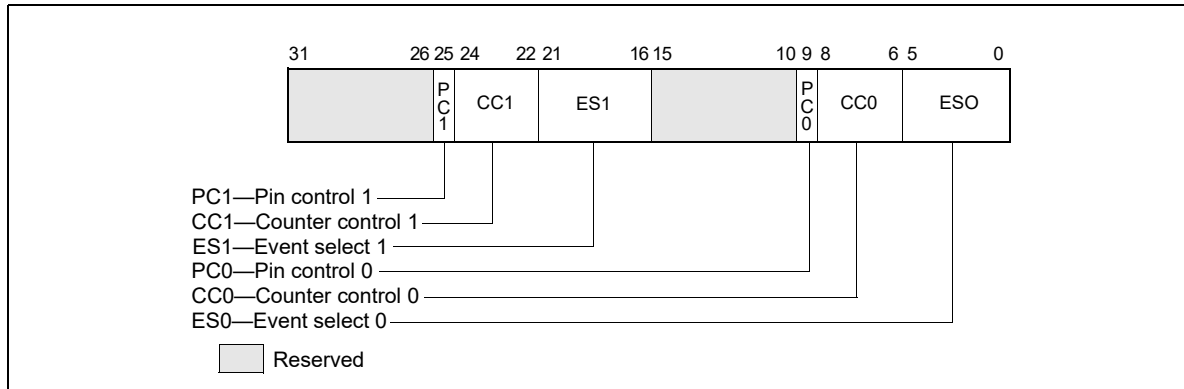 31 26 25 24 22 21 16 15 10 9 8 6 5 0
P C 1 CC1 ES1 P C 0 CC0 ESO
PC1—Pin control 1
CC1—Counter control 1
ES1—Event select 1
PC0—Pin control 0
CC0—Counter control 0
ES0—Event select 0
Reserved